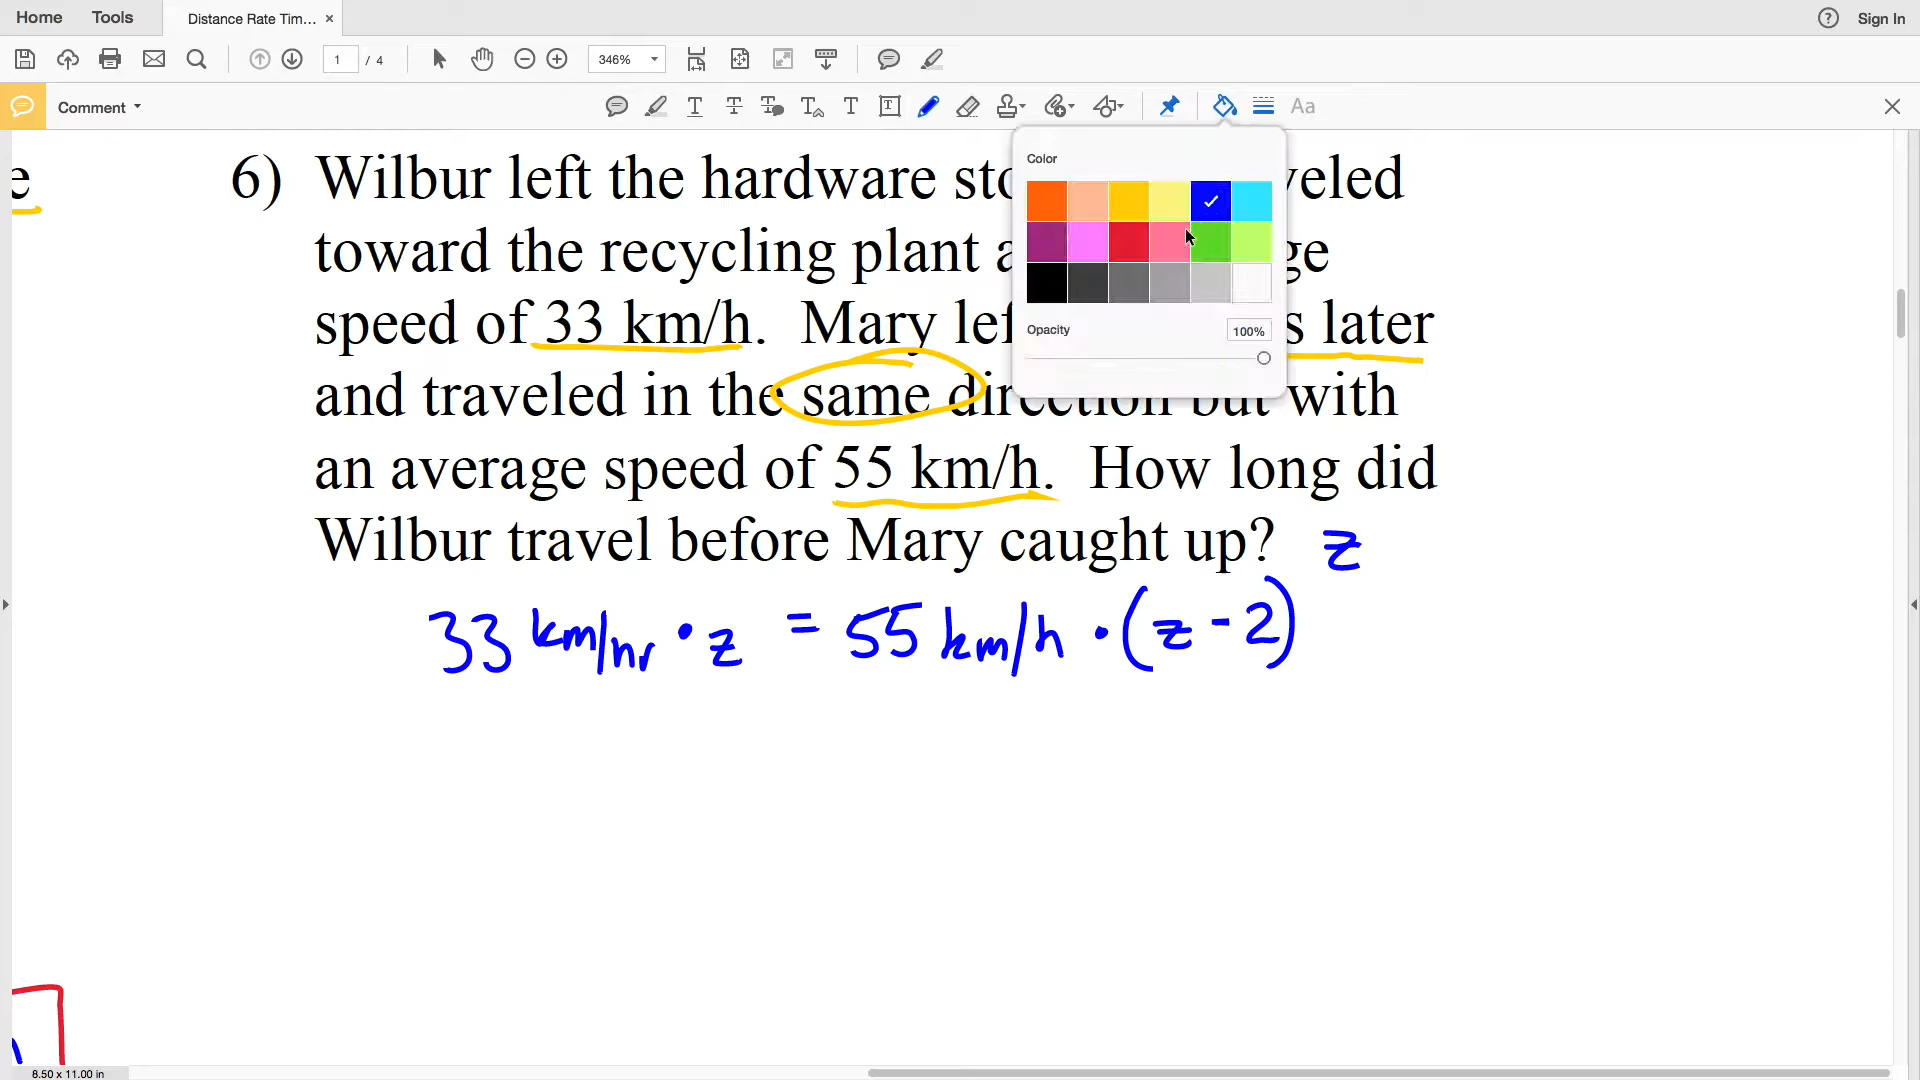 Home Tools Distance Rate Tim... × ? Sign In
1 / 4 346%
Comment Aa
Color
Opacity 100%
e
6) Wilbur left the hardware sto veled
toward the recycling plant a ge
speed of 33 km/h. Mary lef s later
and traveled in the same direction but with
an average speed of 55 km/h. How long did
Wilbur travel before Mary caught up? z
33 km/hr · z = 55 km/h · (z - 2)
8.50 x 11.00 in